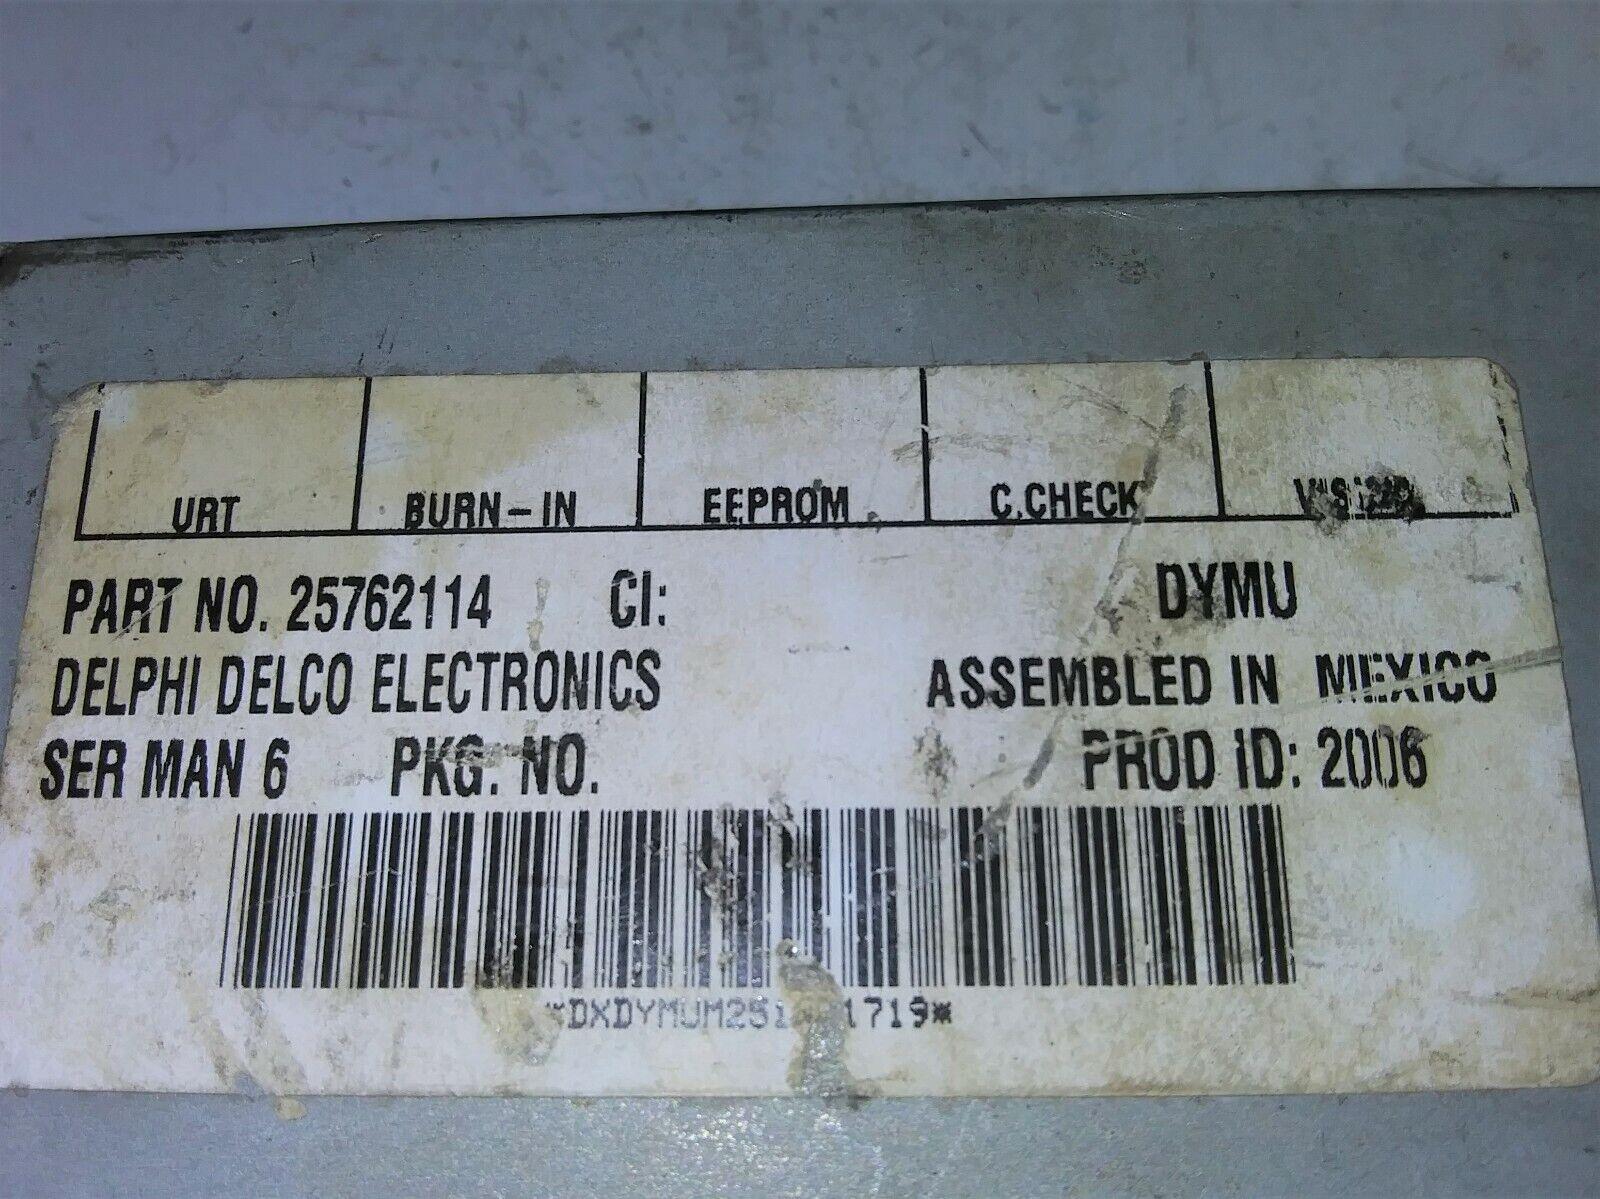 URT BURN-IN EEPROM C.CHECK
PART NO. 25762114 CI: DYMU
DELPHI DELCO ELECTRONICS ASSEMBLED IN MEXICO
SER MAN 6 PKG. NO. PROD ID: 2006